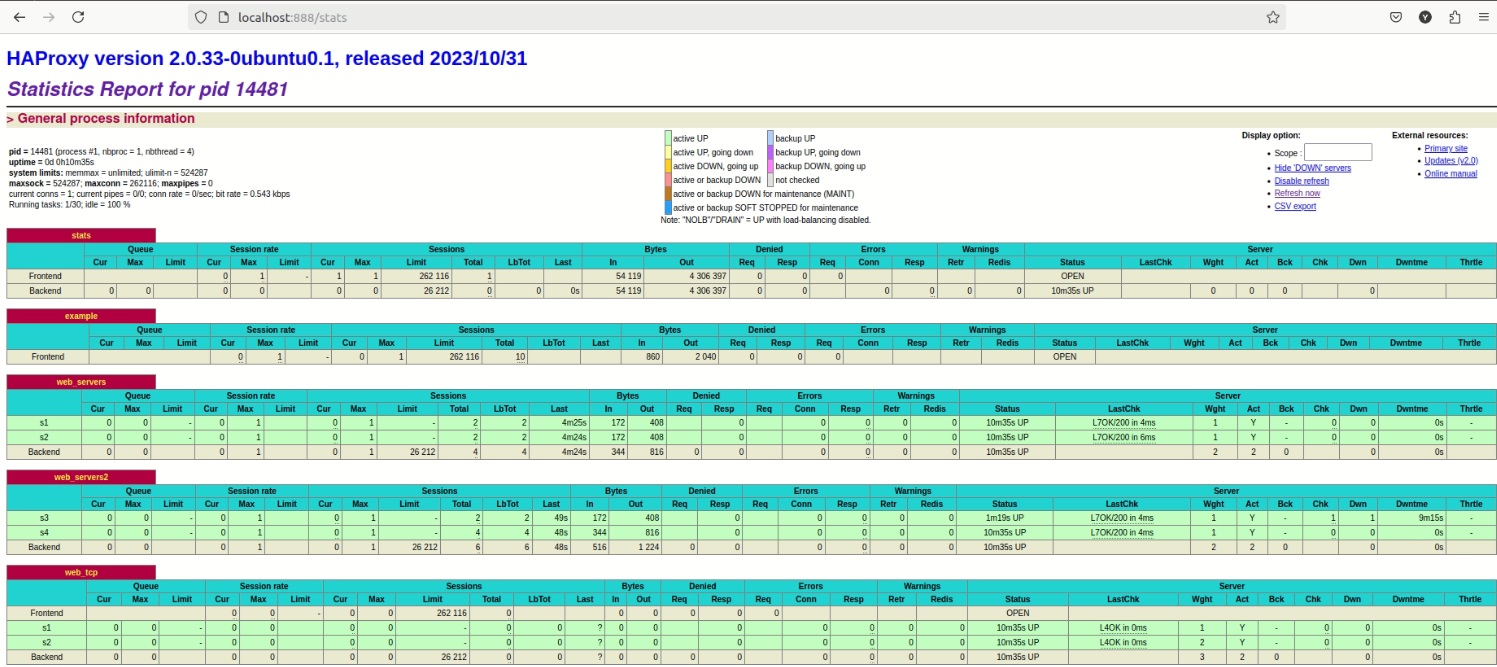 localhost:888/stats
HAProxy version 2.0.33-0ubuntu0.1, released 2023/10/31
Statistics Report for pid 14481
> General process information
pid = 14481 (process #1, nbproc = 1, nbthread = 4)
uptime = 0d 0h10m35s
system limits: memmax = unlimited; ulimit-n = 524287
maxsock = 524287; maxconn = 262116; maxpipes = 0
current conns = 1; current pipes = 0/0; conn rate = 0/sec; bit rate = 0.543 kbps
Running tasks: 1/30; idle = 100 %
active UP backup UP
active UP, going down backup UP, going down
active DOWN, going up backup DOWN, going up
active or backup DOWN not checked
active or backup DOWN for maintenance (MAINT)
active or backup SOFT STOPPED for maintenance
Note: "NOLB"/"DRAIN" = UP with load-balancing disabled.
Display option:
Scope :
Hide 'DOWN' servers
Disable refresh
Refresh now
CSV export
External resources:
Primary site
Updates (v2.0)
Online manual
stats
Queue Session rate Sessions Bytes Denied Errors Warnings Server
Cur Max Limit Cur Max Limit Cur Max Limit Total LbTot Last In Out Req Resp Req Conn Resp Retr Redis Status LastChk Wght Act Bck Chk Dwn Dwntme Thrtle
Frontend 0 1 - 1 1 262 116 1 54 119 4 306 397 0 0 0 OPEN
Backend 0 0 0 0 0 0 26 212 0 0 0s 54 119 4 306 397 0 0 0 0 0 0 10m35s UP 0 0 0 0
example
Queue Session rate Sessions Bytes Denied Errors Warnings Server
Cur Max Limit Cur Max Limit Cur Max Limit Total LbTot Last In Out Req Resp Req Conn Resp Retr Redis Status LastChk Wght Act Bck Chk Dwn Dwntme Thrtle
Frontend 0 1 - 0 1 262 116 10 860 2 040 0 0 0 OPEN
web_servers
Queue Session rate Sessions Bytes Denied Errors Warnings Server
Cur Max Limit Cur Max Limit Cur Max Limit Total LbTot Last In Out Req Resp Req Conn Resp Retr Redis Status LastChk Wght Act Bck Chk Dwn Dwntme Thrtle
s1 0 0 - 0 1 0 1 - 2 2 4m25s 172 408 0 0 0 0 0 10m35s UP L7OK/200 in 4ms 1 Y - 0 0 0s -
s2 0 0 - 0 1 0 1 - 2 2 4m24s 172 408 0 0 0 0 0 10m35s UP L7OK/200 in 6ms 1 Y - 0 0 0s -
Backend 0 0 0 1 0 1 26 212 4 4 4m24s 344 816 0 0 0 0 0 0 10m35s UP 2 2 0 0 0s
web_servers2
Queue Session rate Sessions Bytes Denied Errors Warnings Server
Cur Max Limit Cur Max Limit Cur Max Limit Total LbTot Last In Out Req Resp Req Conn Resp Retr Redis Status LastChk Wght Act Bck Chk Dwn Dwntme Thrtle
s3 0 0 - 0 1 0 1 - 2 2 49s 172 408 0 0 0 0 0 1m19s UP L7OK/200 in 4ms 1 Y - 1 1 9m15s -
s4 0 0 - 0 1 0 1 - 4 4 48s 344 816 0 0 0 0 0 10m35s UP L7OK/200 in 4ms 1 Y - 0 0 0s -
Backend 0 0 0 1 0 1 26 212 6 6 48s 516 1 224 0 0 0 0 0 0 10m35s UP 2 2 0 0 0s
web_tcp
Queue Session rate Sessions Bytes Denied Errors Warnings Server
Cur Max Limit Cur Max Limit Cur Max Limit Total LbTot Last In Out Req Resp Req Conn Resp Retr Redis Status LastChk Wght Act Bck Chk Dwn Dwntme Thrtle
Frontend 0 0 - 0 0 262 116 0 0 0 0 0 0 OPEN
s1 0 0 - 0 0 0 0 - 0 0 ? 0 0 0 0 0 0 0 10m35s UP L4OK in 0ms 1 Y - 0 0 0s -
s2 0 0 - 0 0 0 0 - 0 0 ? 0 0 0 0 0 0 0 10m35s UP L4OK in 0ms 2 Y - 0 0 0s -
Backend 0 0 0 0 0 0 26 212 0 0 ? 0 0 0 0 0 0 0 0 10m35s UP 3 2 0 0 0s